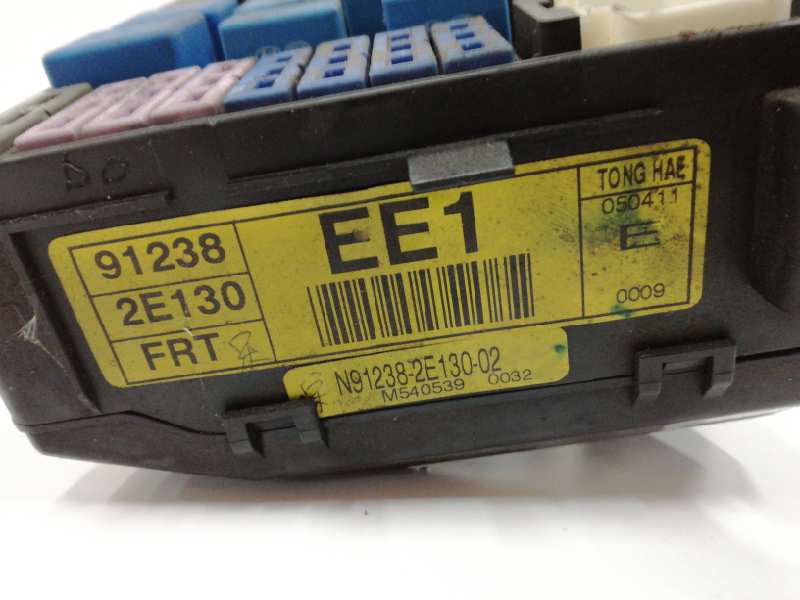 91238
2E130
FRT
EE1
TONG HAE
050411
E
0009
N91238-2E130-02
M540539 0032